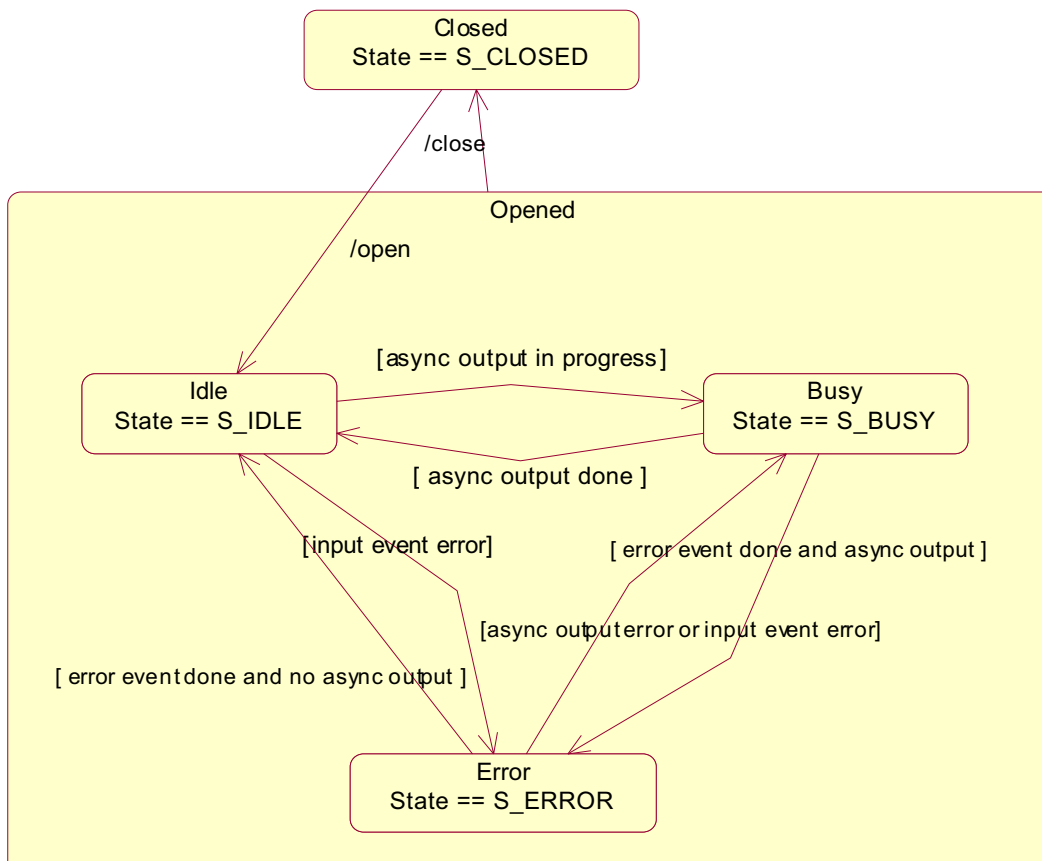 Closed
State == S_CLOSED
/close
Opened
/open
[async output in progress]
Idle
State == S_IDLE
Busy
State == S_BUSY
[ async output done ]
[input event error]
[ error event done and async output ]
[async output error or input event error]
[ error event done and no async output ]
Error
State == S_ERROR